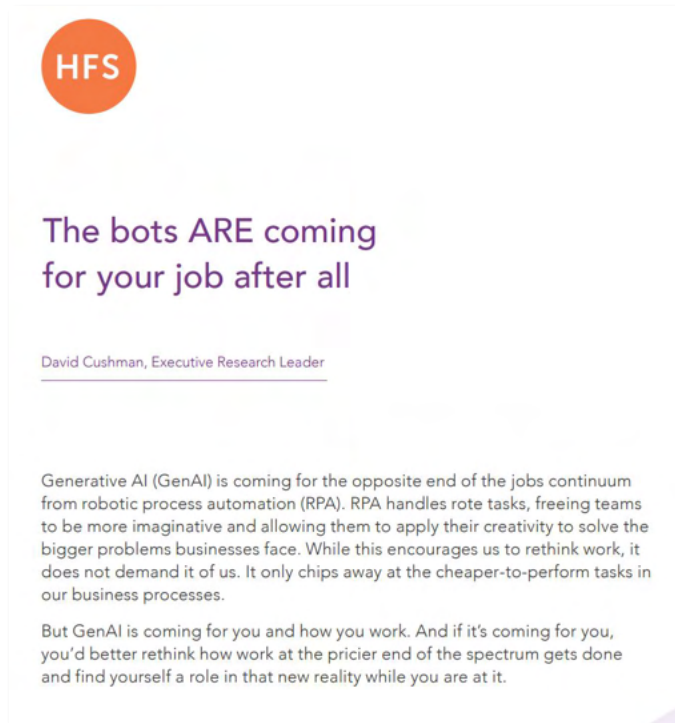 HFS
The bots ARE coming
for your job after all
David Cushman, Executive Research Leader
Generative AI (GenAI) is coming for the opposite end of the jobs continuum
from robotic process automation (RPA). RPA handles rote tasks, freeing teams
to be more imaginative and allowing them to apply their creativity to solve the
bigger problems businesses face. While this encourages us to rethink work, it
does not demand it of us. It only chips away at the cheaper-to-perform tasks in
our business processes.
But GenAI is coming for you and how you work. And if it's coming for you,
you'd better rethink how work at the pricier end of the spectrum gets done
and find yourself a role in that new reality while you are at it.